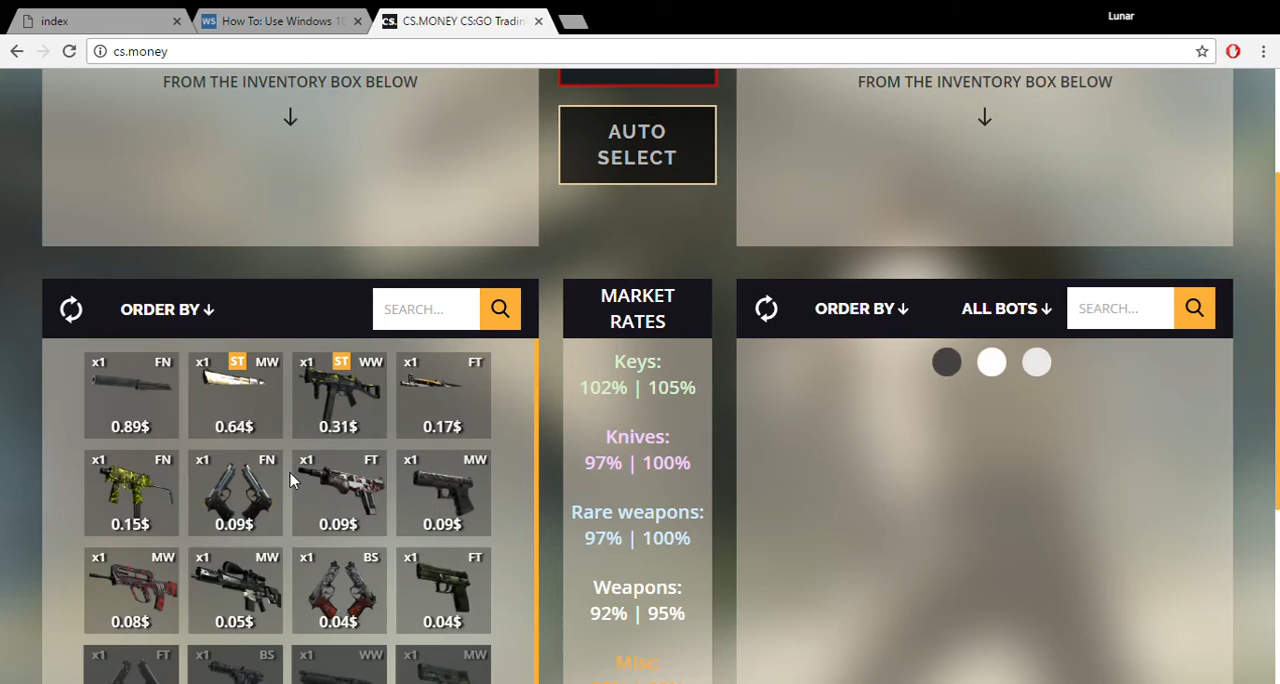 index
How To: Use Windows 10
CS.MONEY CS:GO Tradin
Lunar
cs.money
FROM THE INVENTORY BOX BELOW
FROM THE INVENTORY BOX BELOW
AUTO
SELECT
ORDER BY
SEARCH...
MARKET
RATES
ORDER BY
ALL BOTS
SEARCH...
x1 FN
x1 ST MW
x1 ST WW
x1 FT
0.89$
0.64$
0.31$
0.17$
x1 FN
x1 FN
x1 FT
x1 MW
0.15$
0.09$
0.09$
0.09$
x1 MW
x1 MW
x1 BS
x1 FT
0.08$
0.05$
0.04$
0.04$
x1 FT
x1 BS
x1 WW
x1 MW
Keys:
102% | 105%
Knives:
97% | 100%
Rare weapons:
97% | 100%
Weapons:
92% | 95%
Misc: